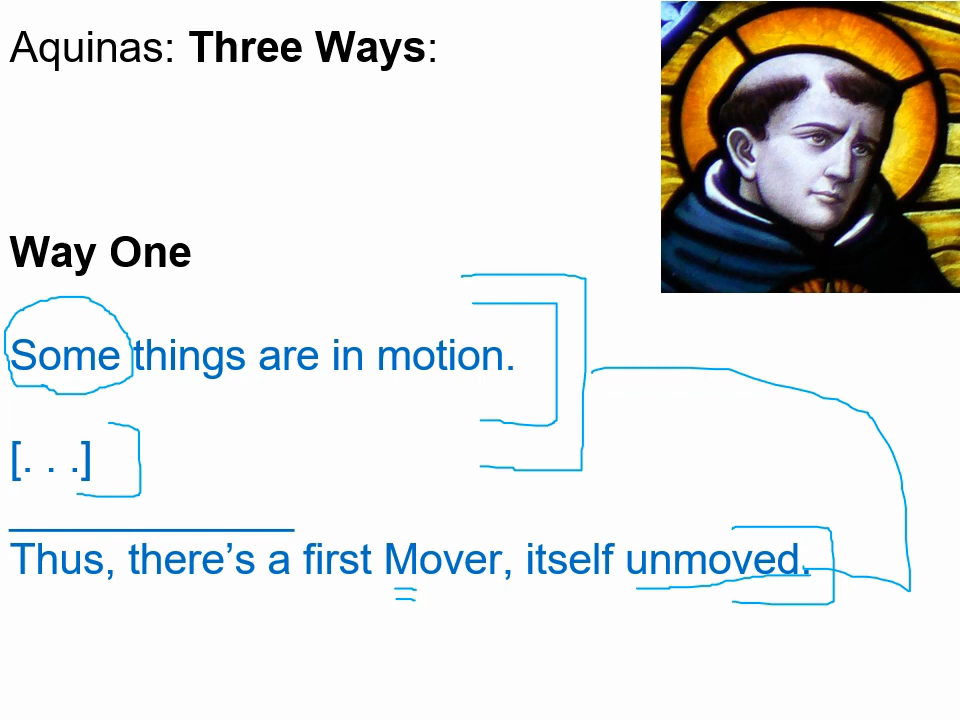 Aquinas: Three Ways:
Way One
Some things are in motion.
[. . .]
Thus, there’s a first Mover, itself unmoved.